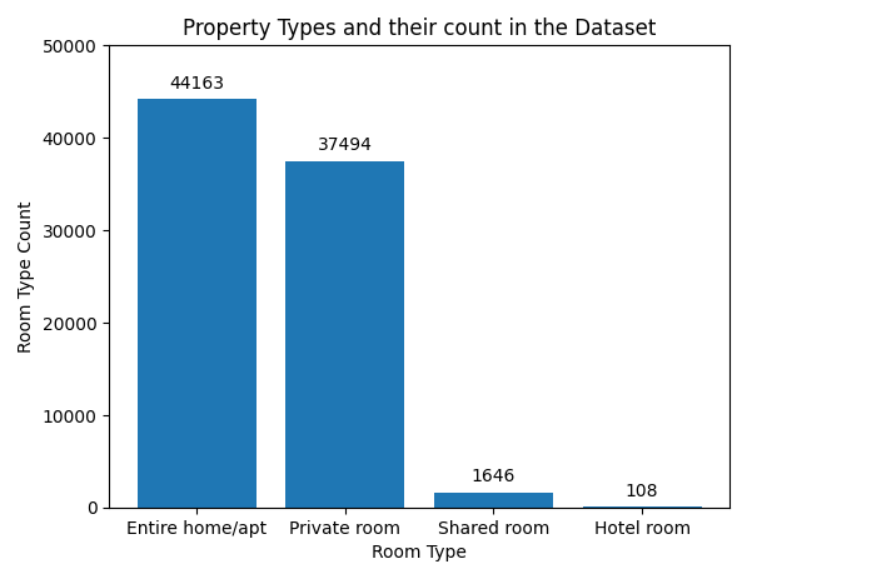 Property Types and their count in the Dataset
50000
44163
40000
37494
30000
Room Type Count
20000
10000
1646
108
0
Entire home/apt Private room Shared room Hotel room
Room Type